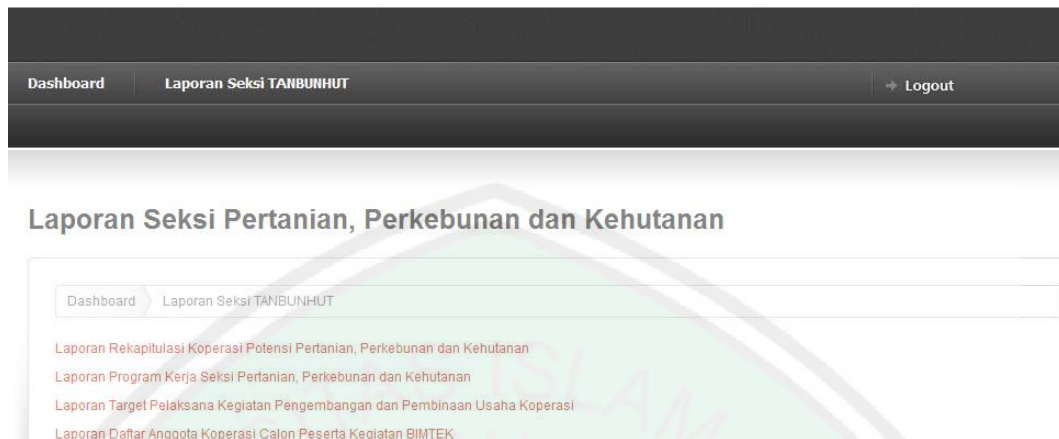 Dashboard Laporan Seksi TANBUNHUT Logout
Laporan Seksi Pertanian, Perkebunan dan Kehutanan
Dashboard Laporan Seksi TANBUNHUT
Laporan Rekapitulasi Koperasi Potensi Pertanian, Perkebunan dan Kehutanan
Laporan Program Kerja Seksi Pertanian, Perkebunan dan Kehutanan
Laporan Target Pelaksana Kegiatan Pengembangan dan Pembinaan Usaha Koperasi
Laporan Daftar Anggota Koperasi Calon Peserta Kegiatan BIMTEK